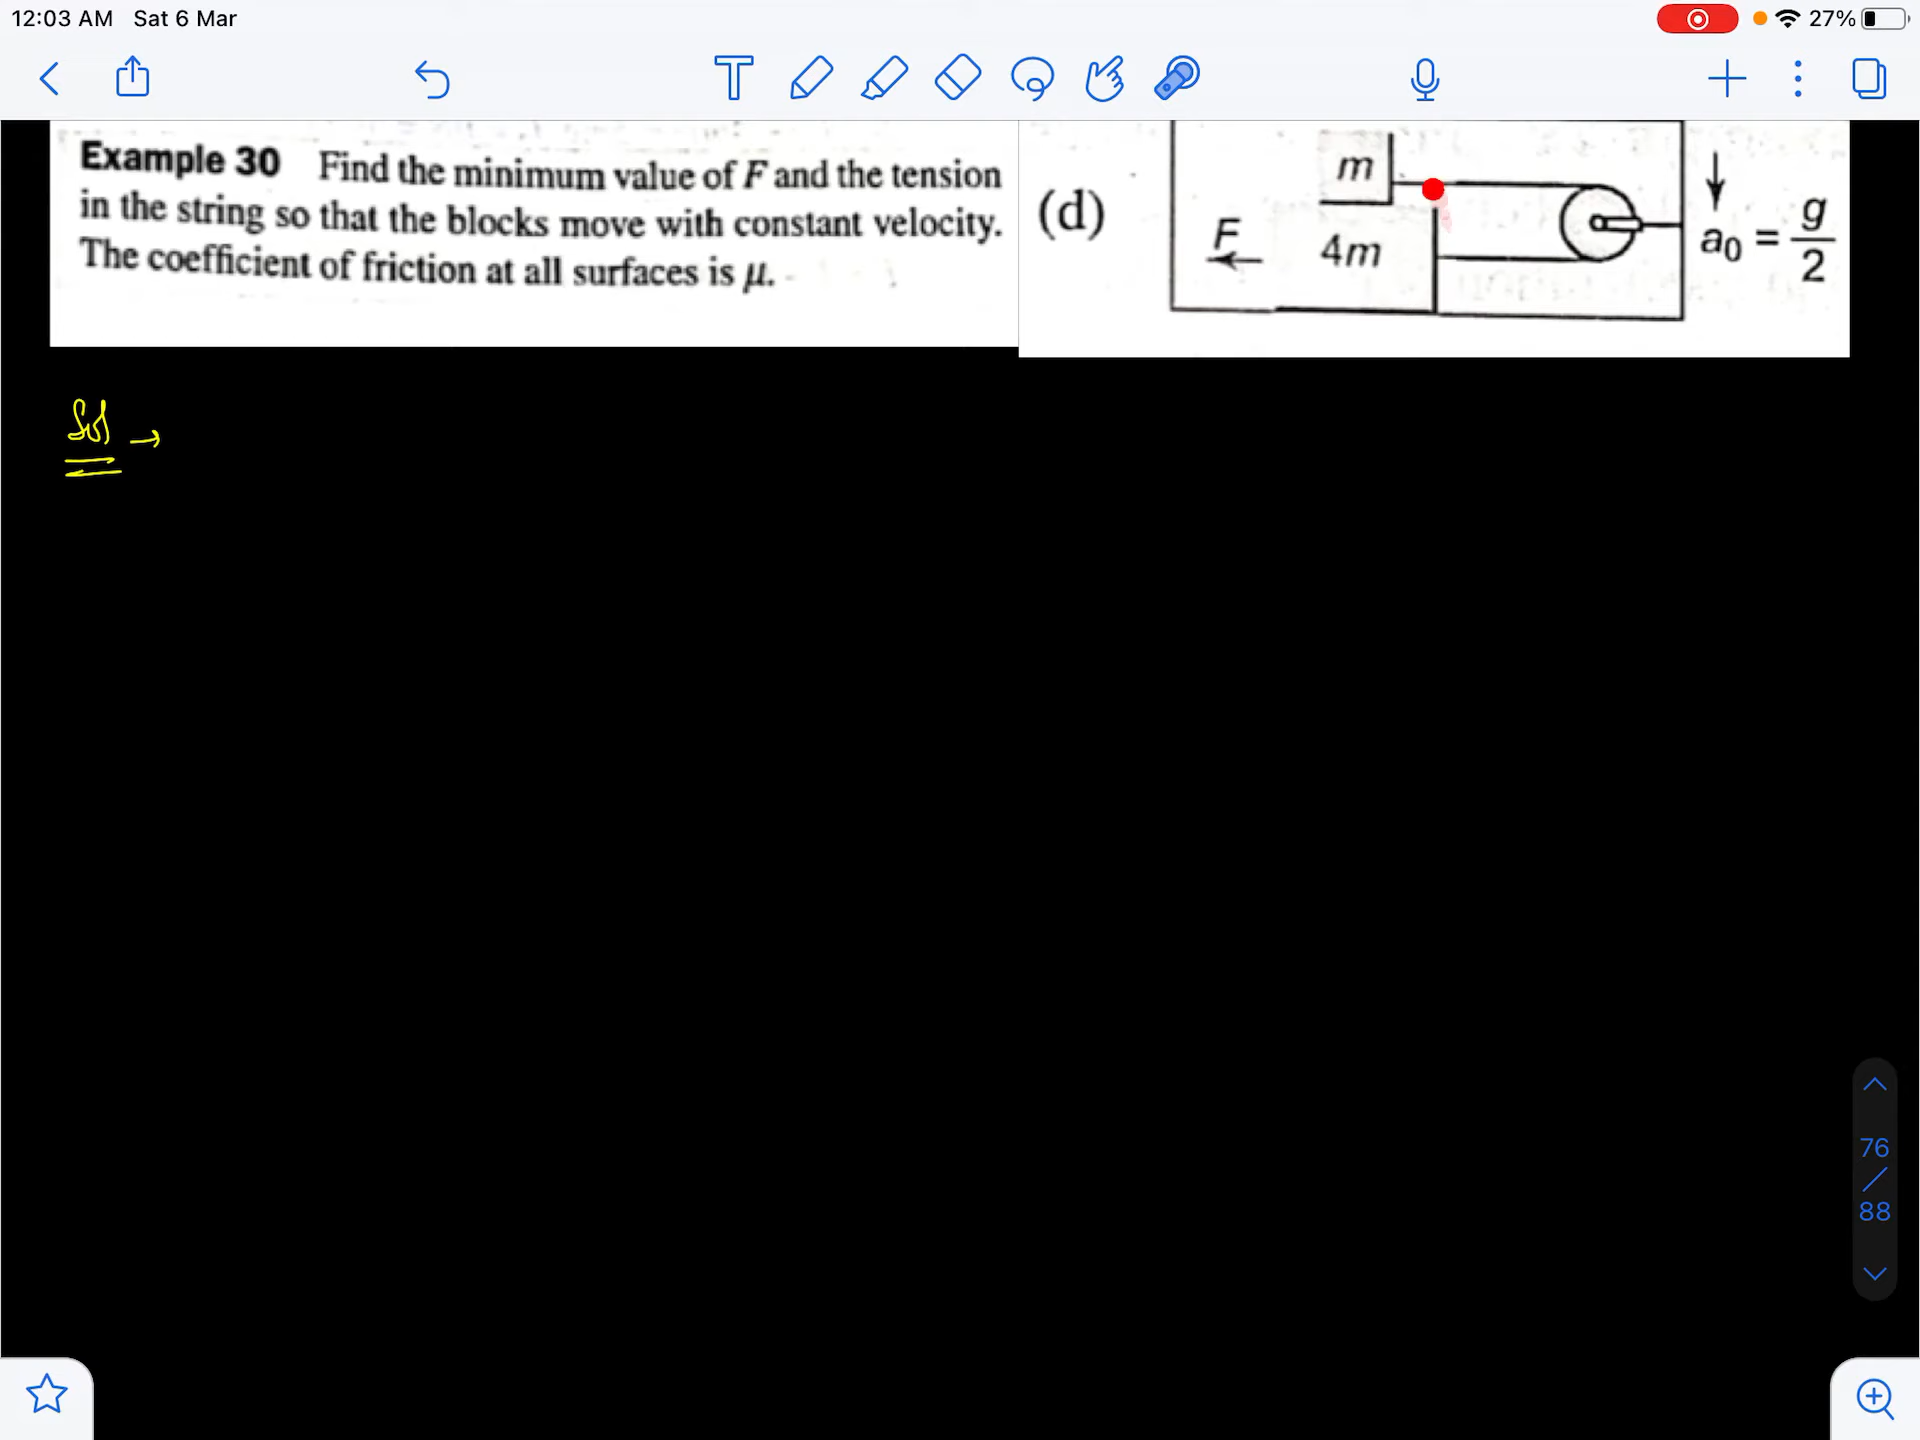 12:03 AM Sat 6 Mar
27%
Example 30 Find the minimum value of F and the tension
in the string so that the blocks move with constant velocity.
The coefficient of friction at all surfaces is μ.
(d)
m
F
4m
a0 = g/2
Sol →
76
/
88